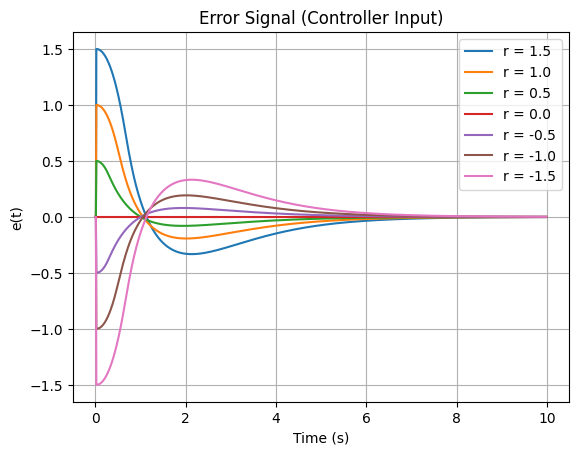 Error Signal (Controller Input)
e(t)
1.5
1.0
0.5
0.0
−0.5
−1.0
−1.5
0
2
4
6
8
10
Time (s)
r = 1.5
r = 1.0
r = 0.5
r = 0.0
r = -0.5
r = -1.0
r = -1.5